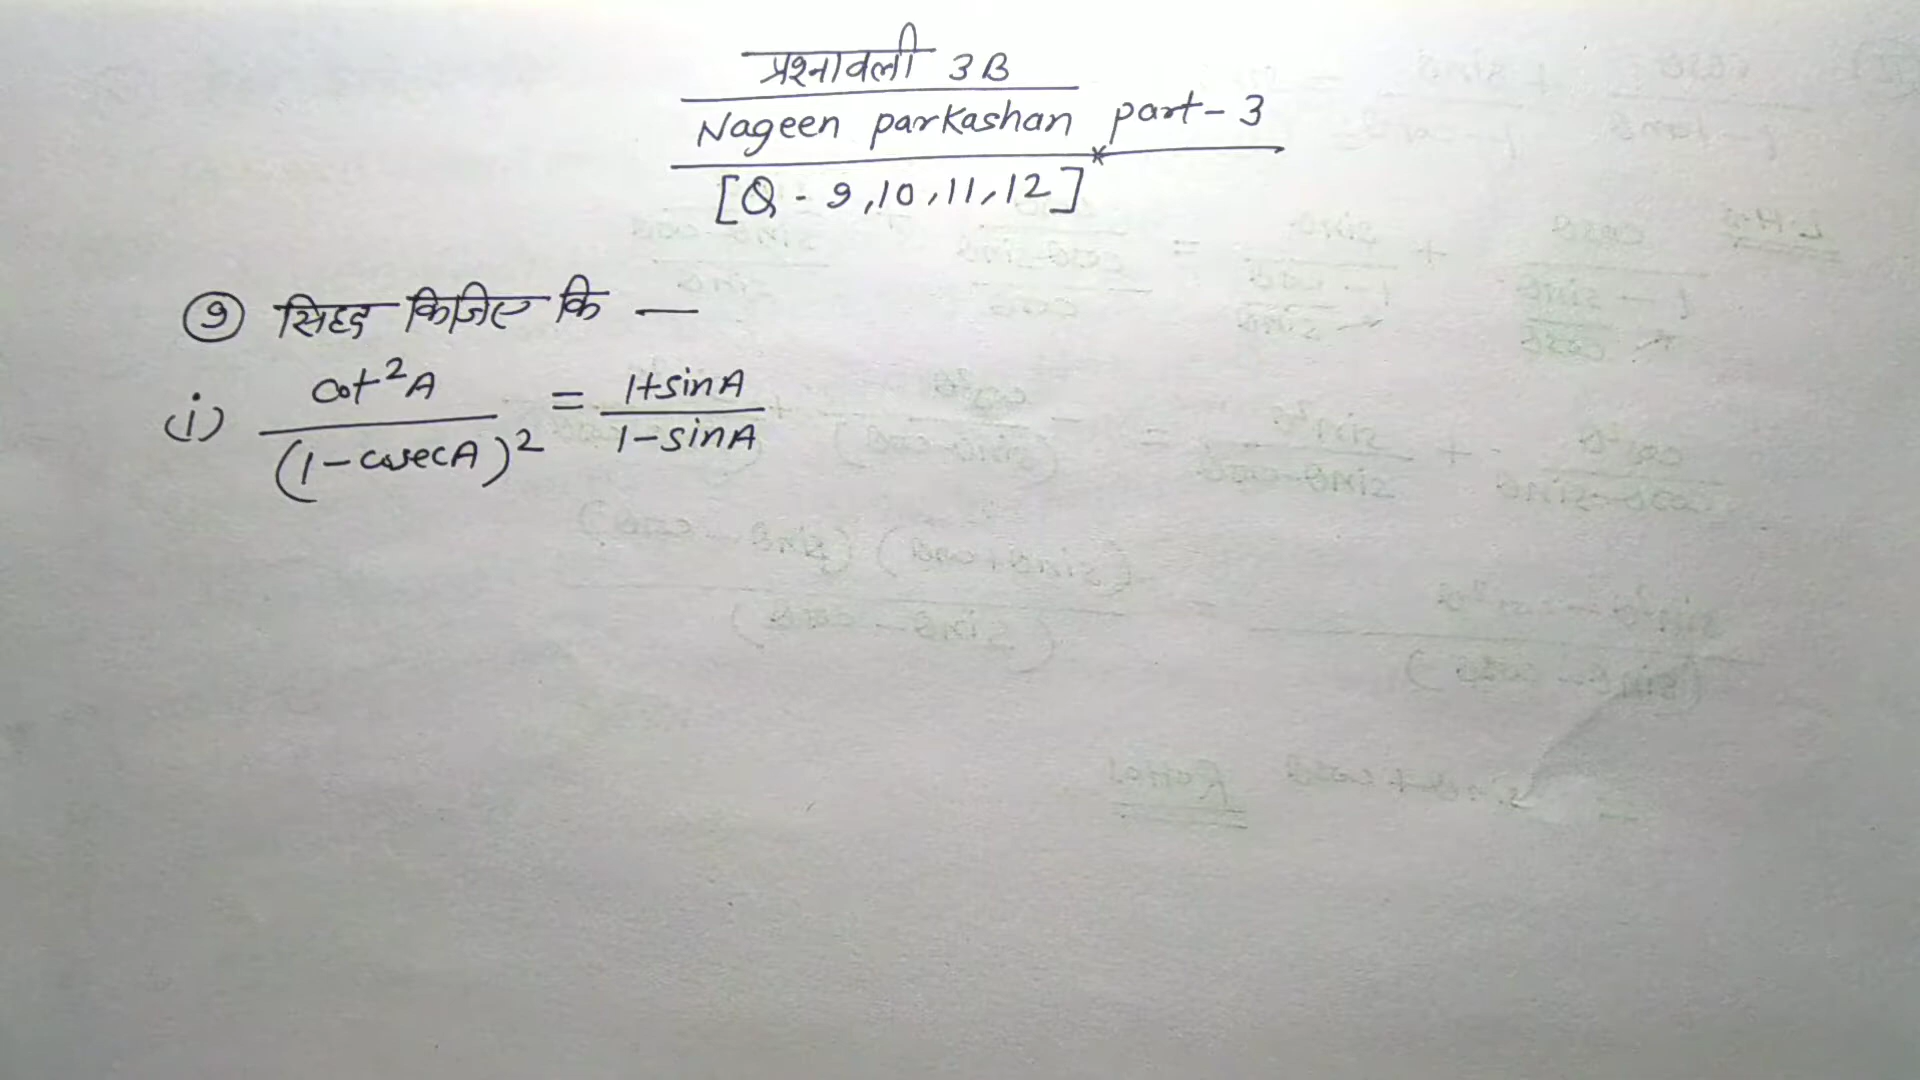 प्रश्नावली 3B
Nageen parkashan part-3
[Q - 9,10,11,12]
9 सिद्ध किजिए कि —
(i) cot²A / (1-cosecA)² = 1+sinA / 1-sinA